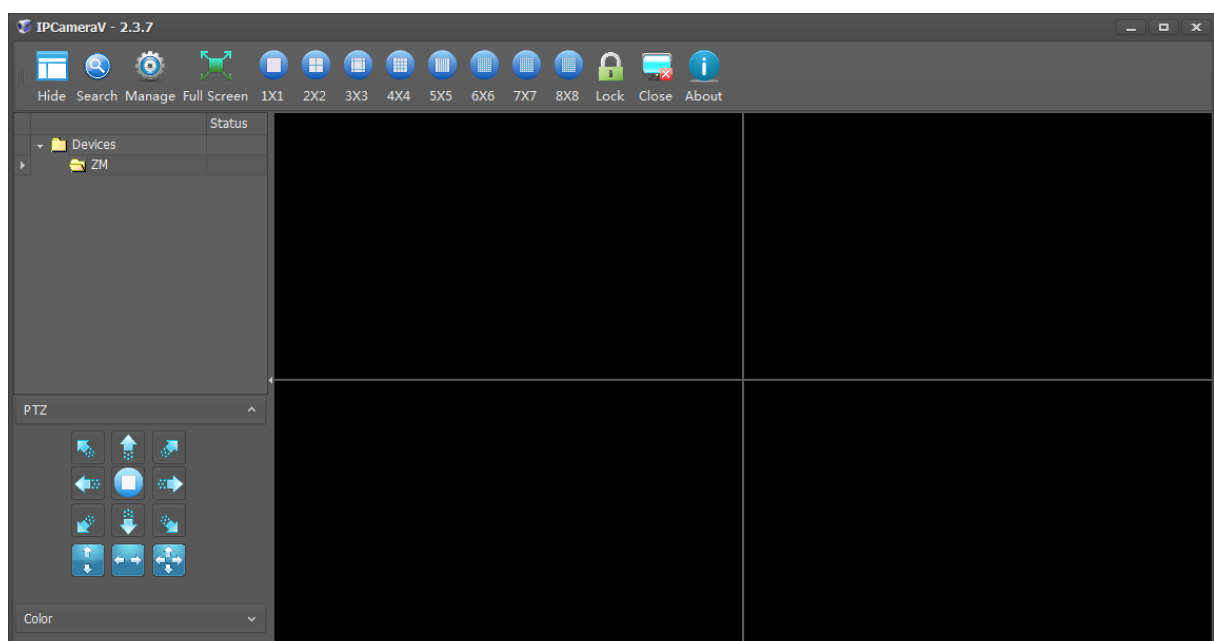 IPCameraV - 2.3.7
Hide Search Manage Full Screen 1X1 2X2 3X3 4X4 5X5 6X6 7X7 8X8 Lock Close About
Status
Devices
ZM
PTZ
Color